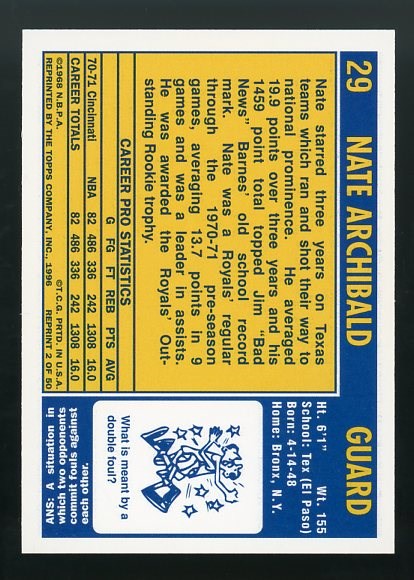 29 NATE ARCHIBALD GUARD
Ht. 6'1" Wt. 155
School: Tex (El Paso)
Born: 4-14-48
Home: Bronx, N.Y.
Nate starred three years on Texas
teams which ran and shot their way to
national prominence. He averaged
19.9 points over three years and his
1459 point total topped Jim "Bad
News" Barnes' old school record
mark. Nate was a Royals' regular
through the 1970-71 pre-season
games, averaging 13.7 points in 9
games and was a leader in assists.
He was awarded the Royals' Out-
standing Rookie trophy.
CAREER PRO STATISTICS
G FG FT REB PTS AVG
70-71 Cincinnati NBA 82 486 336 242 1308 16.0
CAREER TOTALS 82 486 336 242 1308 16.0
©1968 N.B.P.A. ©T.C.G. PRTD. IN U.S.A.
REPRINTED BY THE TOPPS COMPANY, INC., 1996 REPRINT 2 OF 50
What is meant by a
double foul?
ANS: A situation in
which two opponents
commit fouls against
each other.